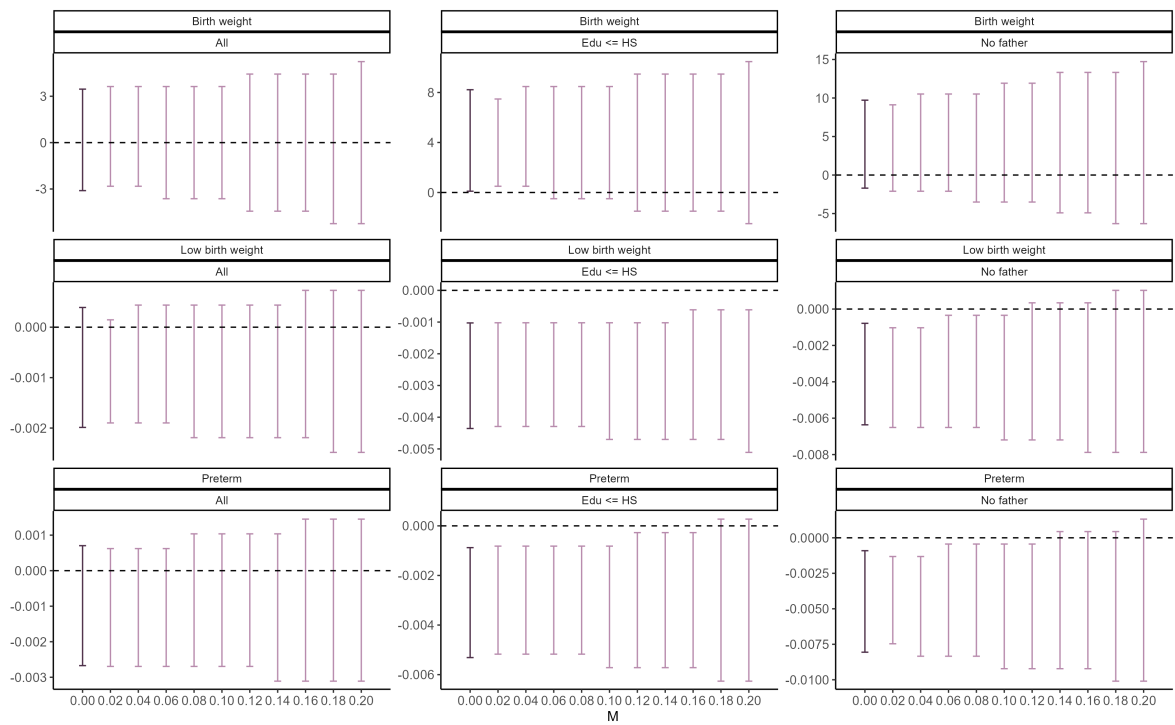 Birth weight
Birth weight
Birth weight
All
Edu <= HS
No father
3
0
-3
8
4
0
15
10
5
0
-5
Low birth weight
Low birth weight
Low birth weight
All
Edu <= HS
No father
0.000
-0.001
-0.002
0.000
-0.001
-0.002
-0.003
-0.004
-0.005
0.000
-0.002
-0.004
-0.006
-0.008
Preterm
Preterm
Preterm
All
Edu <= HS
No father
0.001
0.000
-0.001
-0.002
-0.003
0.000
-0.002
-0.004
-0.006
0.0000
-0.0025
-0.0050
-0.0075
-0.0100
0.00 0.02 0.04 0.06 0.08 0.10 0.12 0.14 0.16 0.18 0.20
0.00 0.02 0.04 0.06 0.08 0.10 0.12 0.14 0.16 0.18 0.20
0.00 0.02 0.04 0.06 0.08 0.10 0.12 0.14 0.16 0.18 0.20
M